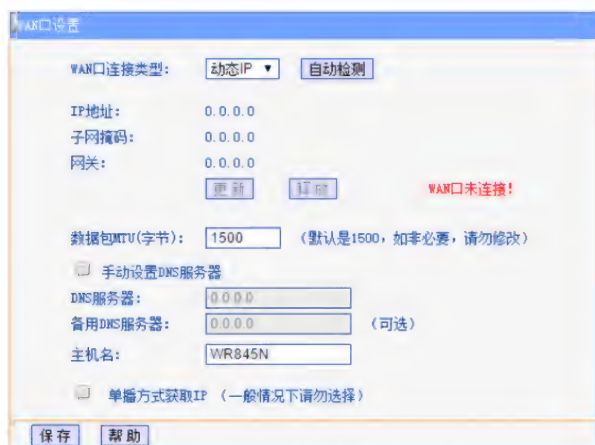 WAN口设置
WAN口连接类型: 动态IP 自动检测
IP地址: 0.0.0.0
子网掩码: 0.0.0.0
网关: 0.0.0.0
更新 释放 WAN口未连接!
数据包MTU(字节): 1500 (默认是1500,如非必要,请勿修改)
手动设置DNS服务器
DNS服务器: 0.0.0.0
备用DNS服务器: 0.0.0.0 (可选)
主机名: WR845N
单播方式获取IP (一般情况下请勿选择)
保存 帮助